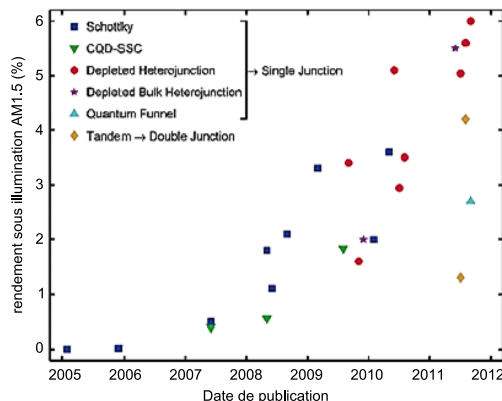 6
5
4
3
2
1
0
rendement sous illumination AM1.5 (%)
Schottky
CQD-SSC
Depleted Heterojunction
Depleted Bulk Heterojunction
Quantum Funnel
Tandem → Double Junction
→ Single Junction
2005 2006 2007 2008 2009 2010 2011 2012
Date de publication